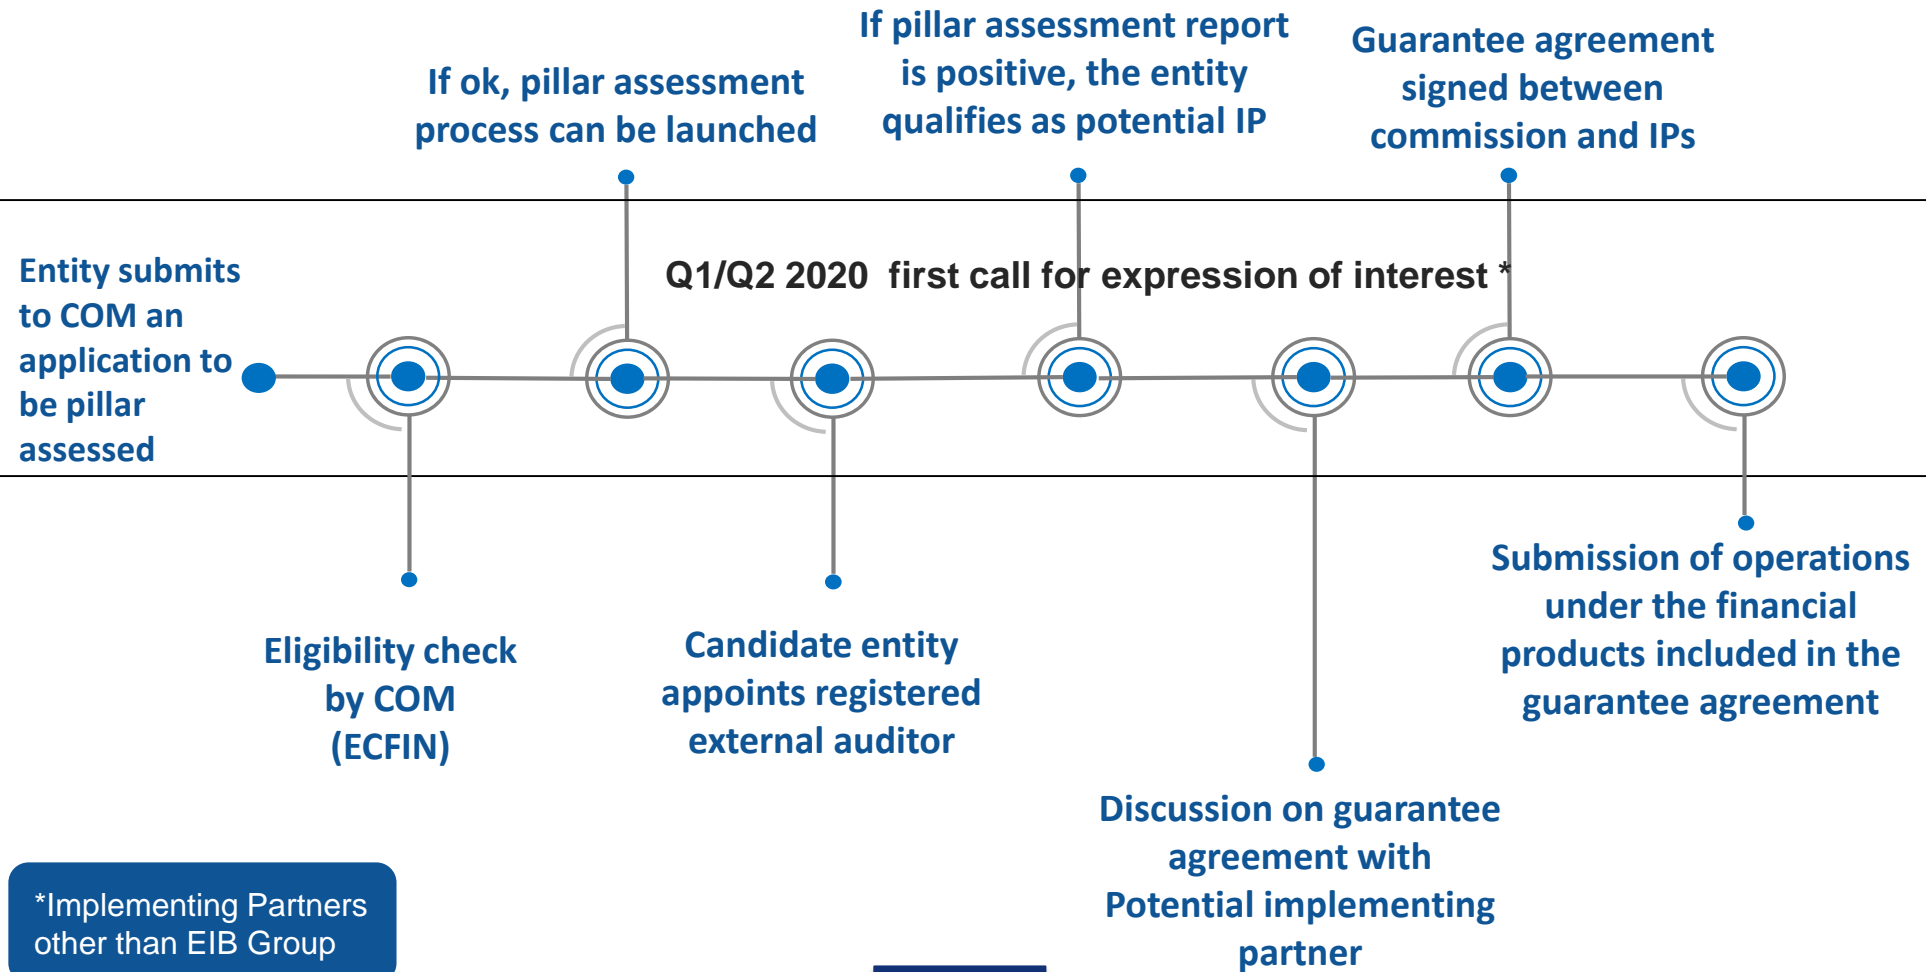 If ok, pillar assessment
process can be launched
If pillar assessment report
is positive, the entity
qualifies as potential IP
Guarantee agreement
signed between
commission and IPs
Entity submits
to COM an
application to
be pillar
assessed
Q1/Q2 2020 first call for expression of interest *
Eligibility check
by COM
(ECFIN)
Candidate entity
appoints registered
external auditor
Discussion on guarantee
agreement with
Potential implementing
partner
Submission of operations
under the financial
products included in the
guarantee agreement
*Implementing Partners
other than EIB Group